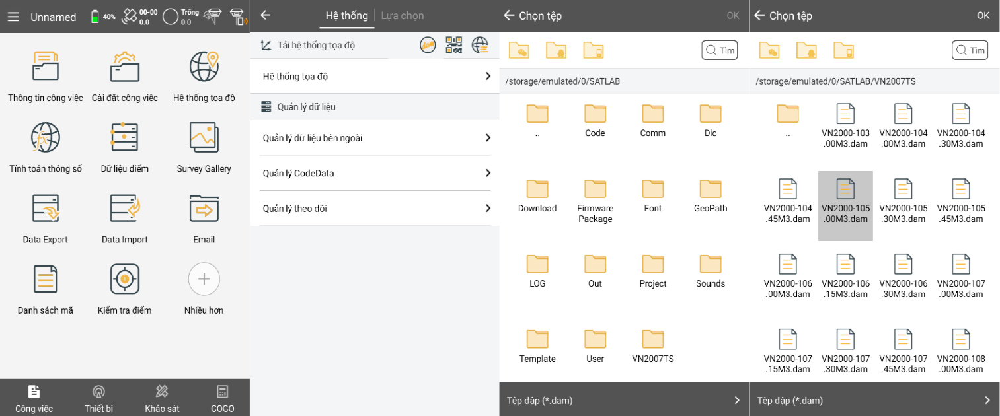 Unnamed
40%
00-00
0.0
Trống
0.0
Thông tin công việc
Cài đặt công việc
Hệ thống tọa độ
Tính toán thông số
Dữ liệu điểm
Survey Gallery
Data Export
Data Import
Email
Danh sách mã
Kiểm tra điểm
Nhiều hơn
Công việc
Thiết bị
Khảo sát
COGO
Hệ thống
Lựa chọn
Tải hệ thống tọa độ
Hệ thống tọa độ
Quản lý dữ liệu
Quản lý dữ liệu bên ngoài
Quản lý CodeData
Quản lý theo dõi
Chọn tệp
OK
Tìm
/storage/emulated/0/SATLAB
..
Code
Comm
Dic
Download
Firmware
Package
Font
GeoPath
LOG
Out
Project
Sounds
Template
User
VN2007TS
Tệp đập (*.dam)
Chọn tệp
OK
Tìm
/storage/emulated/0/SATLAB/VN2007TS
..
VN2000-103
.00M3.dam
VN2000-104
.00M3.dam
VN2000-104
.30M3.dam
VN2000-104
.45M3.dam
VN2000-105
.00M3.dam
VN2000-105
.30M3.dam
VN2000-105
.45M3.dam
VN2000-106
.00M3.dam
VN2000-106
.15M3.dam
VN2000-106
.30M3.dam
VN2000-107
.00M3.dam
VN2000-107
.15M3.dam
VN2000-107
.30M3.dam
VN2000-107
.45M3.dam
VN2000-108
.00M3.dam
Tệp đập (*.dam)